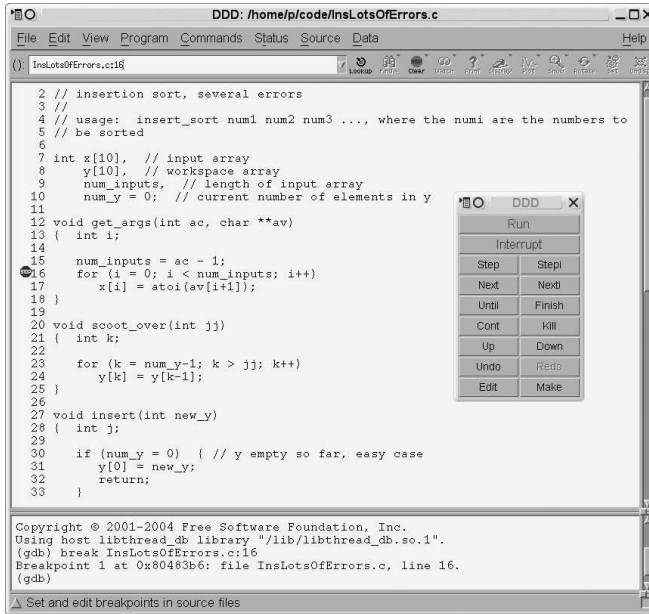 DDD: /home/p/code/InsLotsOfErrors.c
File Edit View Program Commands Status Source Data Help
(): InsLotsOfErrors.c:16
Lookup Find» Clear Watch Print Display Plot Show Rotate Set Undisp
2 // insertion sort, several errors
3 //
4 // usage: insert_sort num1 num2 num3 ..., where the numi are the numbers to
5 // be sorted
6
7 int x[10], // input array
8 y[10], // workspace array
9 num_inputs, // length of input array
10 num_y = 0; // current number of elements in y
11
12 void get_args(int ac, char **av)
13 { int i;
14
15 num_inputs = ac - 1;
STOP 16 for (i = 0; i < num_inputs; i++)
17 x[i] = atoi(av[i+1]);
18 }
19
20 void scoot_over(int jj)
21 { int k;
22
23 for (k = num_y-1; k > jj; k++)
24 y[k] = y[k-1];
25 }
26
27 void insert(int new_y)
28 { int j;
29
30 if (num_y = 0) { // y empty so far, easy case
31 y[0] = new_y;
32 return;
33 }
DDD
Run
Interrupt
Step Stepi
Next Nexti
Until Finish
Cont Kill
Up Down
Undo Redo
Edit Make
Copyright © 2001-2004 Free Software Foundation, Inc.
Using host libthread_db library "/lib/libthread_db.so.1".
(gdb) break InsLotsOfErrors.c:16
Breakpoint 1 at 0x80483b6: file InsLotsOfErrors.c, line 16.
(gdb)
Set and edit breakpoints in source files